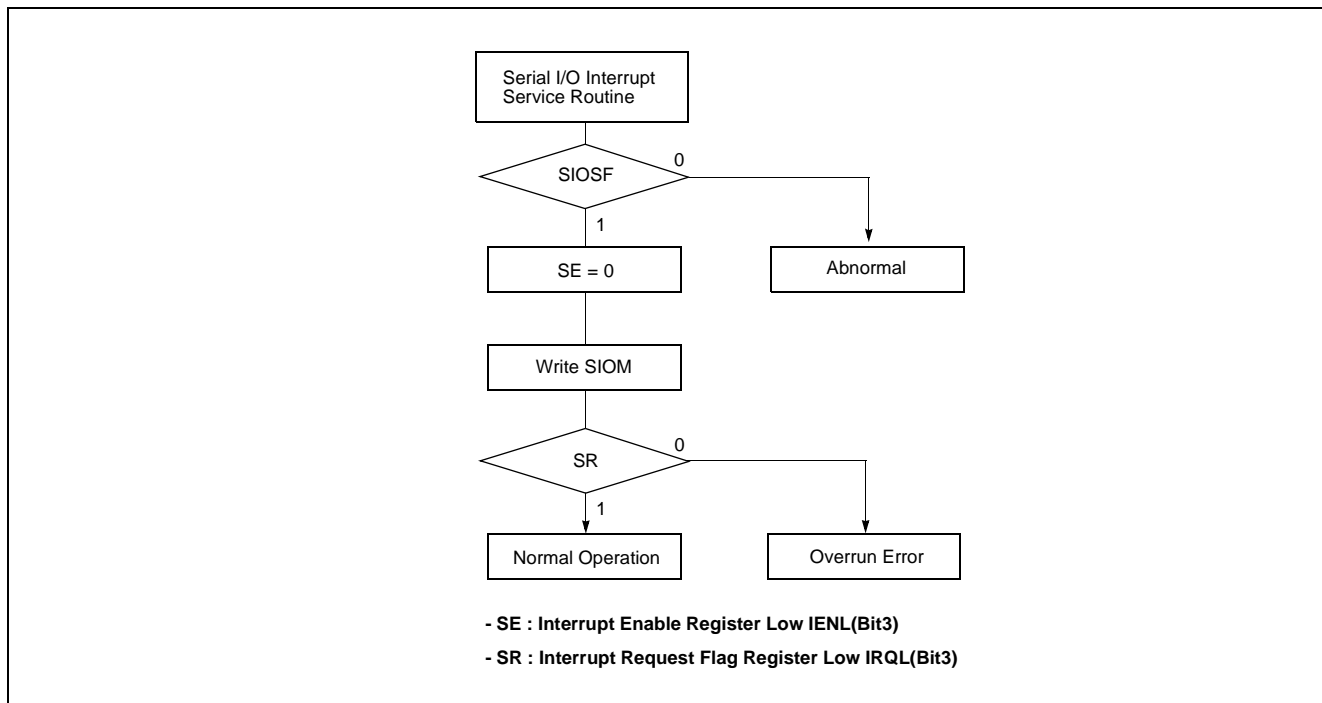 Serial I/O Interrupt
Service Routine
SIOSF
0
1
SE = 0
Abnormal
Write SIOM
SR
0
1
Normal Operation
Overrun Error
- SE : Interrupt Enable Register Low IENL(Bit3)
- SR : Interrupt Request Flag Register Low IRQL(Bit3)